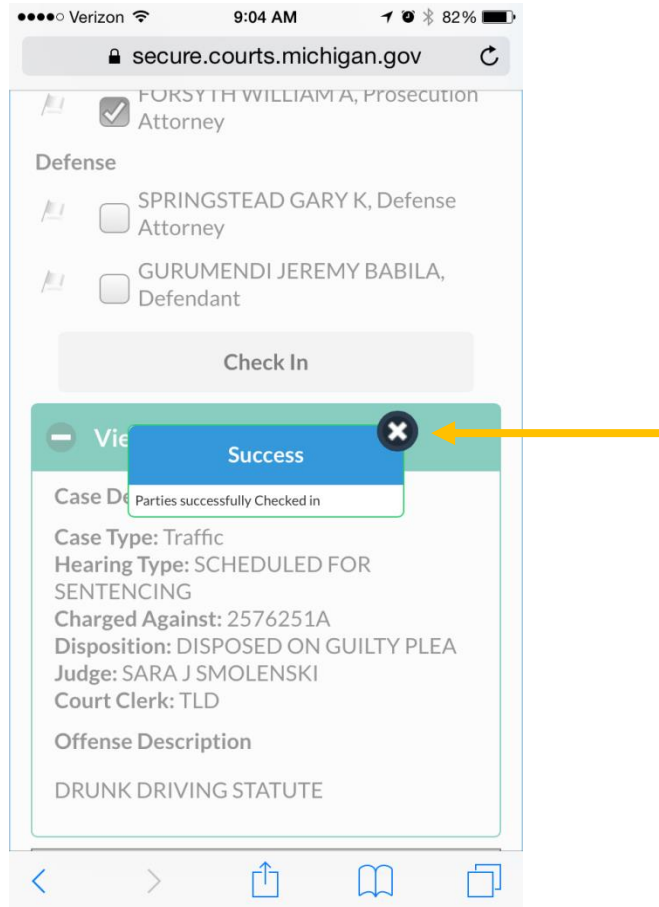 Verizon 9:04 AM 82%
secure.courts.michigan.gov
FORSYTH WILLIAM A, Prosecution
Attorney
Defense
SPRINGSTEAD GARY K, Defense
Attorney
GURUMENDI JEREMY BABILA,
Defendant
Check In
Vie
Success
Case De
Parties successfully Checked in
Case Type: Traffic
Hearing Type: SCHEDULED FOR
SENTENCING
Charged Against: 2576251A
Disposition: DISPOSED ON GUILTY PLEA
Judge: SARA J SMOLENSKI
Court Clerk: TLD
Offense Description
DRUNK DRIVING STATUTE